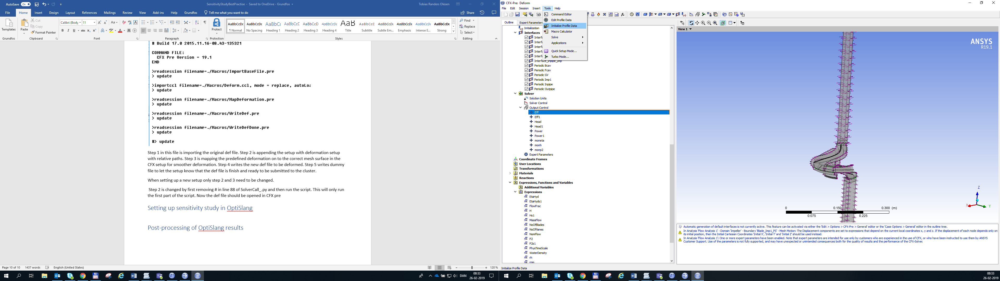 AutoSave On
SensitivityStudyBestPractise - Saved to OneDrive - Grundfos
Tobias Randers Olesen
File Home Insert Design Layout References Mailings Review View Add-ins Help Grundfos Tell me what you want to do
Share
Templates
Grundfos
Paste
Cut
Copy
Format Painter
Clipboard
Calibri (Body 11
Font
Paragraph
Protect
Protection
AaBbCcDc AaBbCcDc AaBbCc AaBbCcE AaBbCcDc AaBbCcDc AaB AaBbCcD AaBbCcDc AaBbCcDc AaBbCcDc AaBbCcDc
¶ Normal No Spacing Heading 1 Heading 2 Heading 3 Heading 4 Title Subtitle Subtle Em... Emphasis Intense E... Strong
Styles
Find
Replace
Select
Editing
# Build 17.0 2015.11.16-08.43-135321
COMMAND FILE:
CFX Pre Version = 19.1
END
>readsession filename=./Macros/ImportBaseFile.pre
> update
>importccl filename=./Macros/Deform.ccl, mode = replace, autoLoa
> update
>readsession filename=./Macros/MapDeformation.pre
> update
>readsession filename=./Macros/WriteDef.pre
> update
>readsession filename=./Macros/WriteDefDone.pre
> update
#> update
Step 1 in this file is importing the original def file. Step 2 is appending the setup with deformation setup
with relative paths. Step 3 is mapping the predefined deformation on to the correct mesh surface in the
CFX setup for smoother deformation. Step 4 writes the new def file to be deformed. Step 5 writes dummy
file to let the setup know that the def file is finish and ready to be submitted to the cluster.
When setting up a new setup only step 2 and 3 need to be changed.
Step 2 is changed by first removing # in line 88 of SolverCall_.py and then run the script. This will only run
the first part of the script. Now the def file should be opened in CFX pre
Setting up sensitivity study in OptiSlang
Post-processing of OptiSlang results
Page 10 of 10 1437 words English (United States)
120 %
DAN
08:33
26-02-2019
CFX-Pre: Deform
File Edit Session Insert Tools Help
Command Editor
Edit Profile Data
Initialize Profile Data
Macro Calculator
Solve
Applications
Quick Setup Mode...
Turbo Mode...
Outline Expert Parameters
Initialization
Interfaces
Interfa
Interfa
Interfa
Interfa
Interfa
Interface_Inpipe_Imp
Periodic Bcav
Periodic Fcav
Periodic GV
Periodic Imp1
Periodic Inpipe
Periodic Outpipe
Solver
Solution Units
Solver Control
Output Control
Eff
Eff1
Head
Head1
Power
Power1
moneta
monh
monp2
Expert Parameters
Coordinate Frames
User Locations
Transformations
Materials
Reactions
Expressions, Functions and Variables
Additional Variables
Expressions
EtaHyd
EtaHyds1
FlowFrac
H
Hs1
MassFlow
NoOfBlades
NoOfVanes
NomFlow
P2
P2s1
PhysTimeScale
WaterDensity
rh
rpm
Initialize Profile Data
View 1
ANSYS
R19.1
Z
X
Y
0 0.150 0.300 (m)
0.075 0.225
Automatic generation of default interfaces is not currently active. This feature can be activated via either the 'Edit > Options > CFX-Pre > General' editor or the 'Case Options > General' editor in the outline tree.
In Analysis 'Flow Analysis 1' - Domain 'Impeller' - Boundary 'Blade_Imp1_PS' - Mesh Motion: The Displacement components are set to expressions that depend on the current local coordinates x, y and z. If the displacement of each node depends only on
its initial position, then the Initial Cartesian Coordinates 'Initial X', 'Initial Y' and 'Initial Z' should be used instead.
In Analysis 'Flow Analysis 1': One or more expert parameters have been enabled. Note that expert parameters are intended for use only by customers who are experienced in the use of CFX, or who have been instructed to use them by ANSYS
Customer Support. Use of the parameters is not fully supported, and may have unexpected or unintended consequences both for the quality of results and the performance of the CFX-Solver.
08:33
26-02-2019